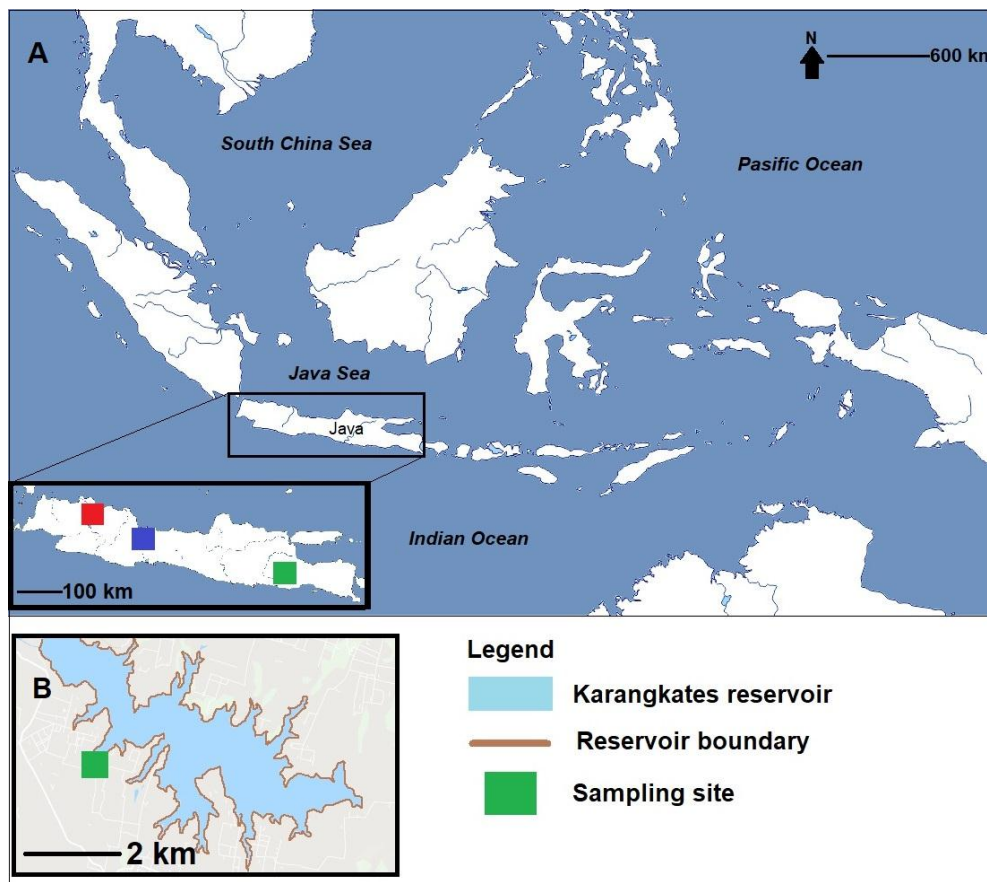 A
N
600 km
South China Sea
Pasific Ocean
Java Sea
Java
Indian Ocean
100 km
B
2 km
Legend
Karangkates reservoir
Reservoir boundary
Sampling site